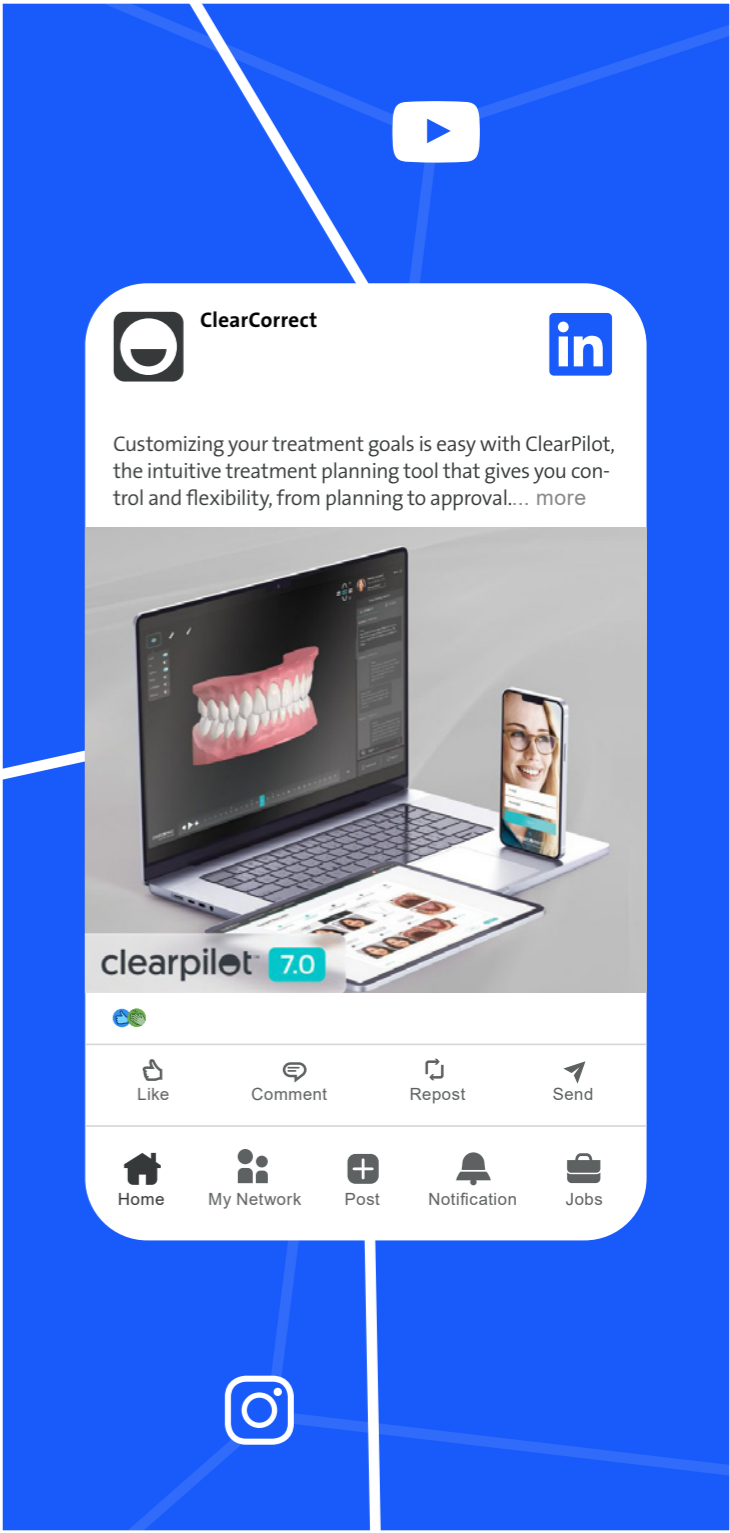 ClearCorrect
in
Customizing your treatment goals is easy with ClearPilot,
the intuitive treatment planning tool that gives you con-
trol and flexibility, from planning to approval.... more
clearpilot™ 7.0
Like Comment Repost Send
Home My Network Post Notification Jobs